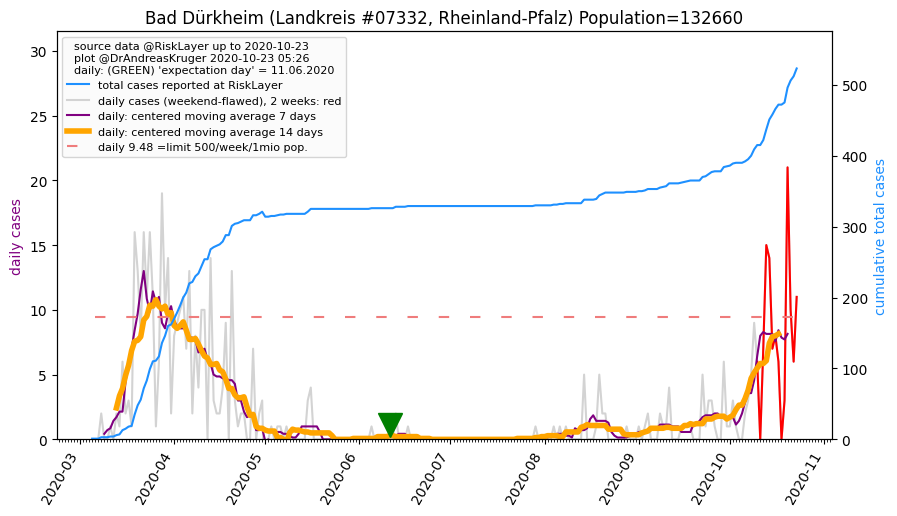 Bad Dürkheim (Landkreis #07332, Rheinland-Pfalz) Population=132660
source data @RiskLayer up to 2020-10-23
plot @DrAndreasKruger 2020-10-23 05:26
daily: (GREEN) 'expectation day' = 11.06.2020
total cases reported at RiskLayer
daily cases (weekend-flawed), 2 weeks: red
daily: centered moving average 7 days
daily: centered moving average 14 days
daily 9.48 =limit 500/week/1mio pop.
daily cases
30
25
20
15
10
5
0
cumulative total cases
500
400
300
200
100
0
2020-03
2020-04
2020-05
2020-06
2020-07
2020-08
2020-09
2020-10
2020-11